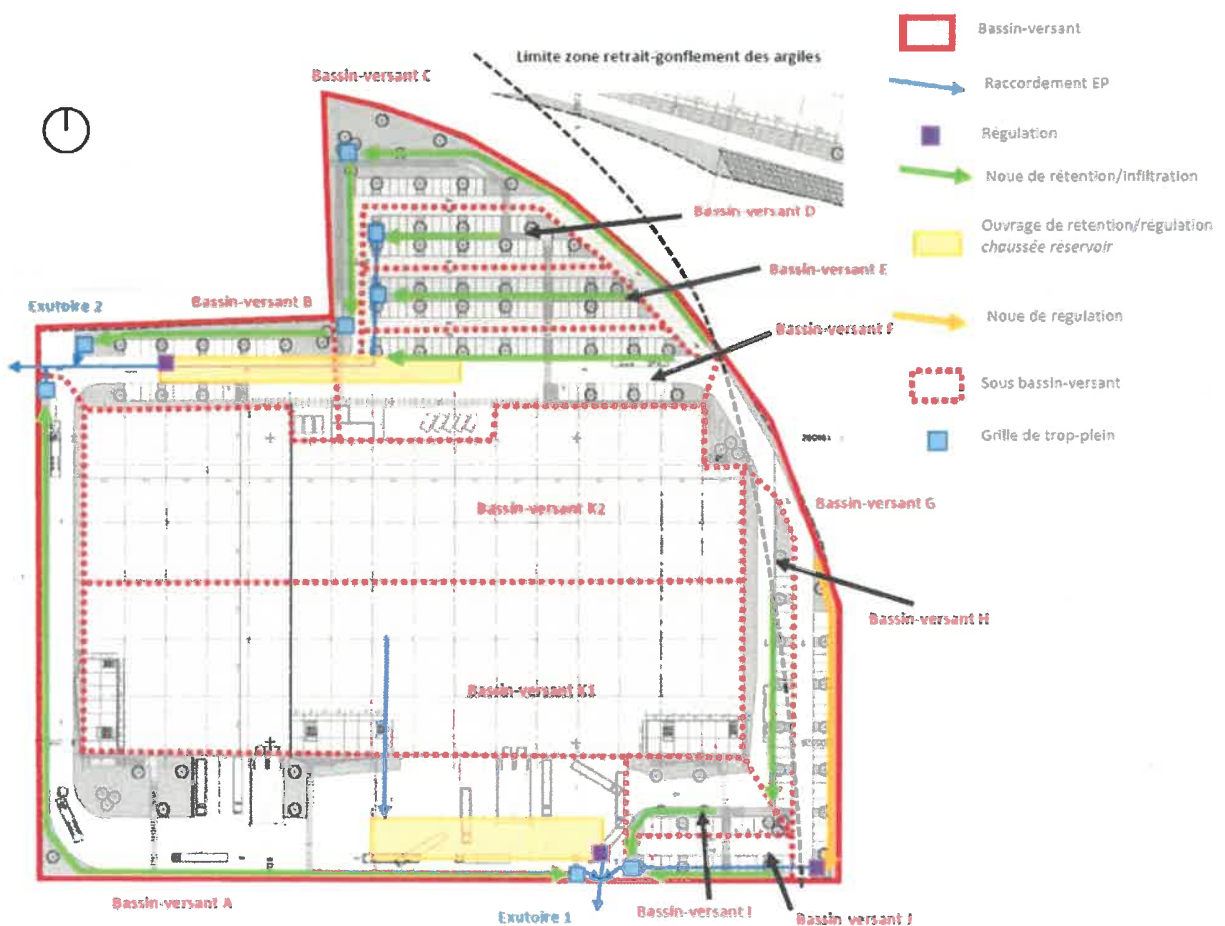 Bassin-versant
Limite zone retrait-gonflement des argiles
Bassin-versant C
Raccordement EP
Régulation
Noue de rétention/infiltration
Bassin-versant D
Ouvrage de rétention/régulation
chaussée réservoir
Bassin-versant E
Exutoire 2
Bassin-versant B
Noue de régulation
Bassin-versant F
Sous bassin-versant
Grille de trop-plein
Bassin-versant K2
Bassin-versant G
Bassin-versant H
Bassin-versant K1
Bassin-versant A
Exutoire 1
Bassin-versant I
Bassin-versant J